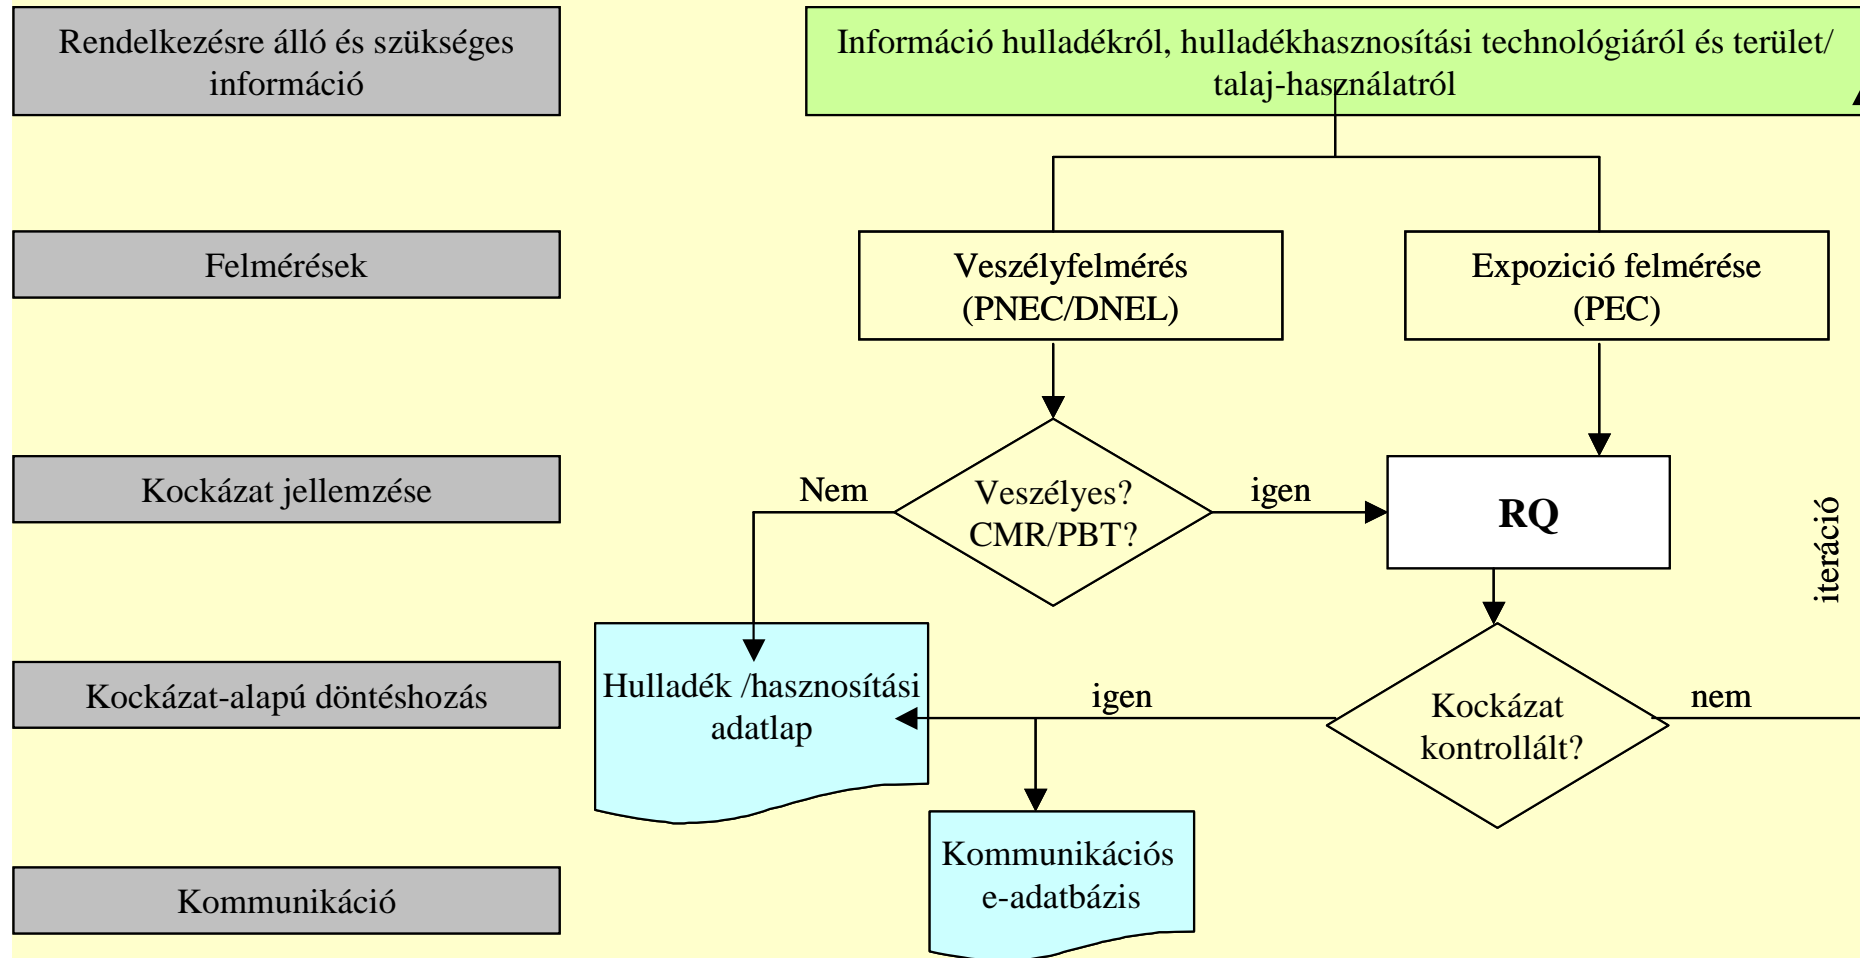 Rendelkezésre álló és szükséges
információ
Információ hulladékról, hulladékhasznosítási technológiáról és terület/
talaj-használatról
Felmérések
Veszélyfelmérés
(PNEC/DNEL)
Expozició felmérése
(PEC)
Kockázat jellemzése
Nem
Veszélyes?
CMR/PBT?
igen
RQ
iteráció
Kockázat-alapú döntéshozás
Hulladék /hasznosítási
adatlap
igen
Kockázat
kontrollált?
nem
Kommunikációs
e-adatbázis
Kommunikáció